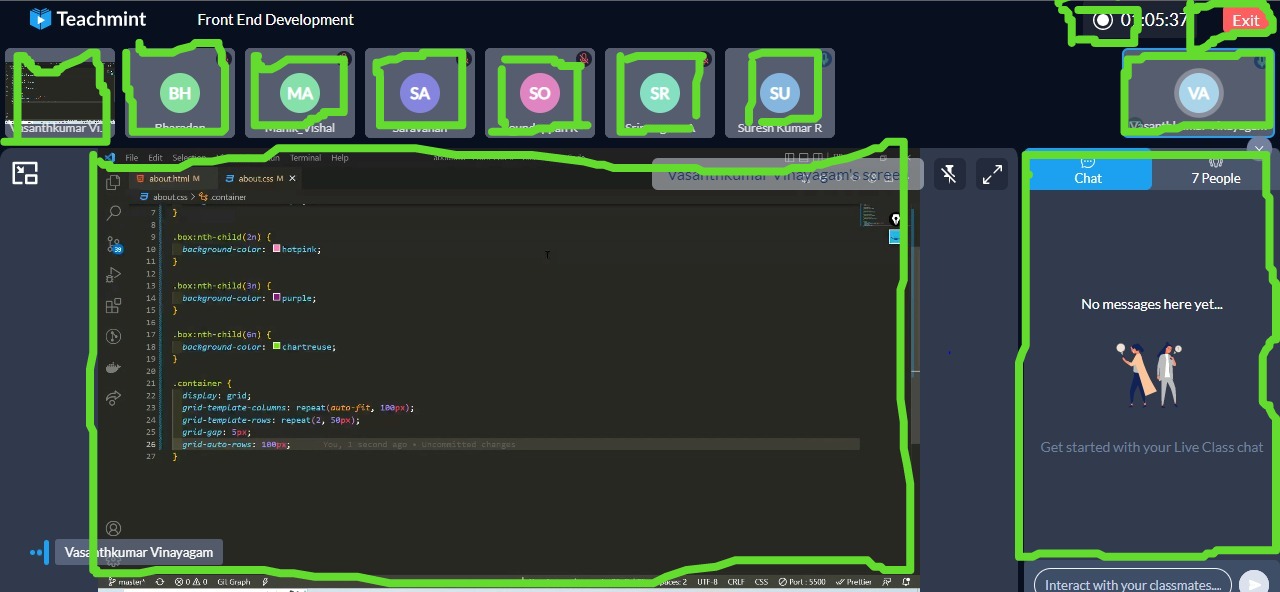 Teachmint
Front End Development
01:05:37
Exit
Vasanthkumar Vi...
BH
MA
Manik_Vishal
SA
Saravanan
SO
SR
SU
Suresh Kumar R
VA
Vasanthkumar Vinayagam
File Edit Selection Terminal Help
Vasanthkumar Vinayagam's scree
about.html M
about.css M
about.css > .container
Chat
7 People
7 }
8
9 .box:nth-child(2n) {
10 background-color: hotpink;
11 }
12
13 .box:nth-child(3n) {
14 background-color: purple;
15 }
16
17 .box:nth-child(6n) {
18 background-color: chartreuse;
19 }
20
21 .container {
22 display: grid;
23 grid-template-columns: repeat(auto-fit, 100px);
24 grid-template-rows: repeat(2, 50px);
25 grid-gap: 5px;
26 grid-auto-rows: 100px; You, 1 second ago • Uncommitted changes
27 }
39
No messages here yet...
Get started with your Live Class chat
Vasanthkumar Vinayagam
master* 0 0 Git Graph
Spaces: 2 UTF-8 CRLF CSS Port : 5500 Prettier
Interact with your classmates....